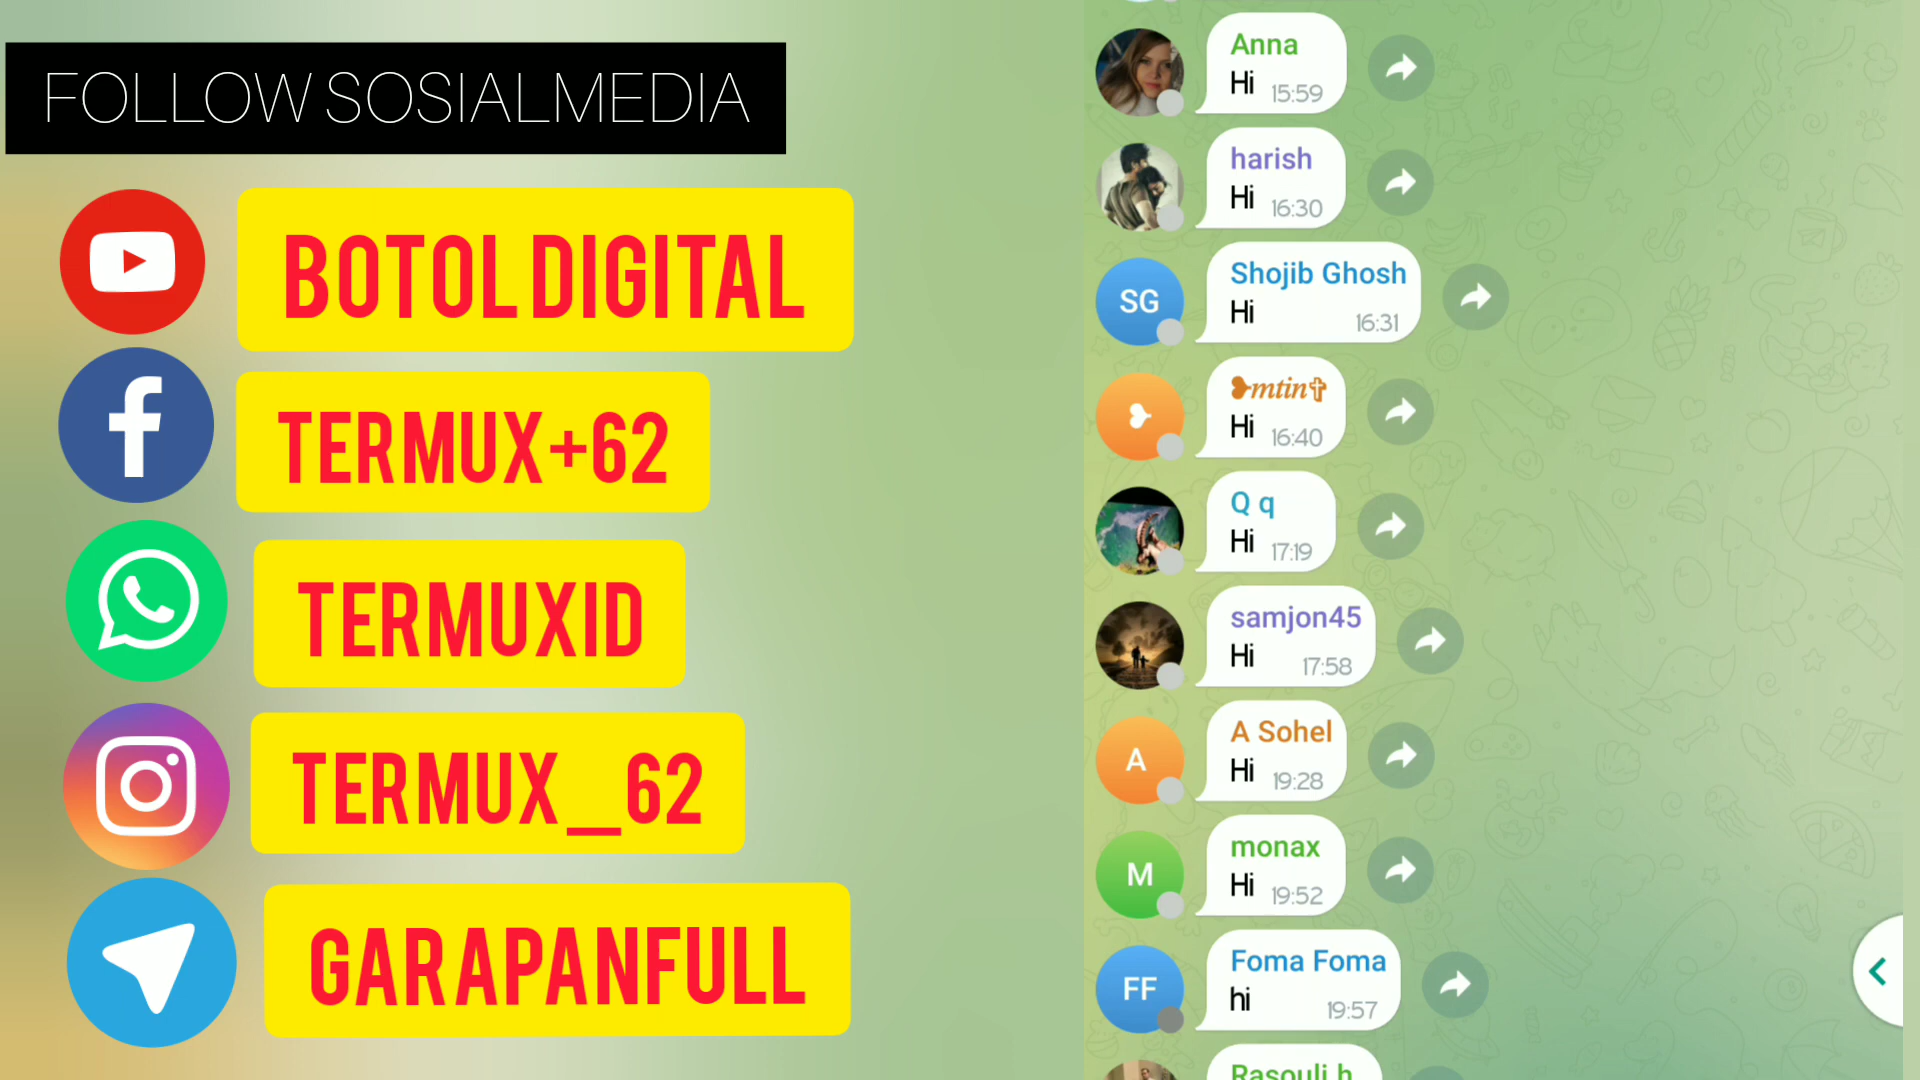 FOLLOW SOSIALMEDIA
BOTOL DIGITAL
TERMUX+62
TERMUXID
TERMUX_62
GARAPANFULL
Anna
Hi 15:59
harish
Hi 16:30
SG
Shojib Ghosh
Hi 16:31
❥mtin✞
Hi 16:40
Q q
Hi 17:19
samjon45
Hi 17:58
A
A Sohel
Hi 19:28
M
monax
Hi 19:52
FF
Foma Foma
hi 19:57
Rasouli h